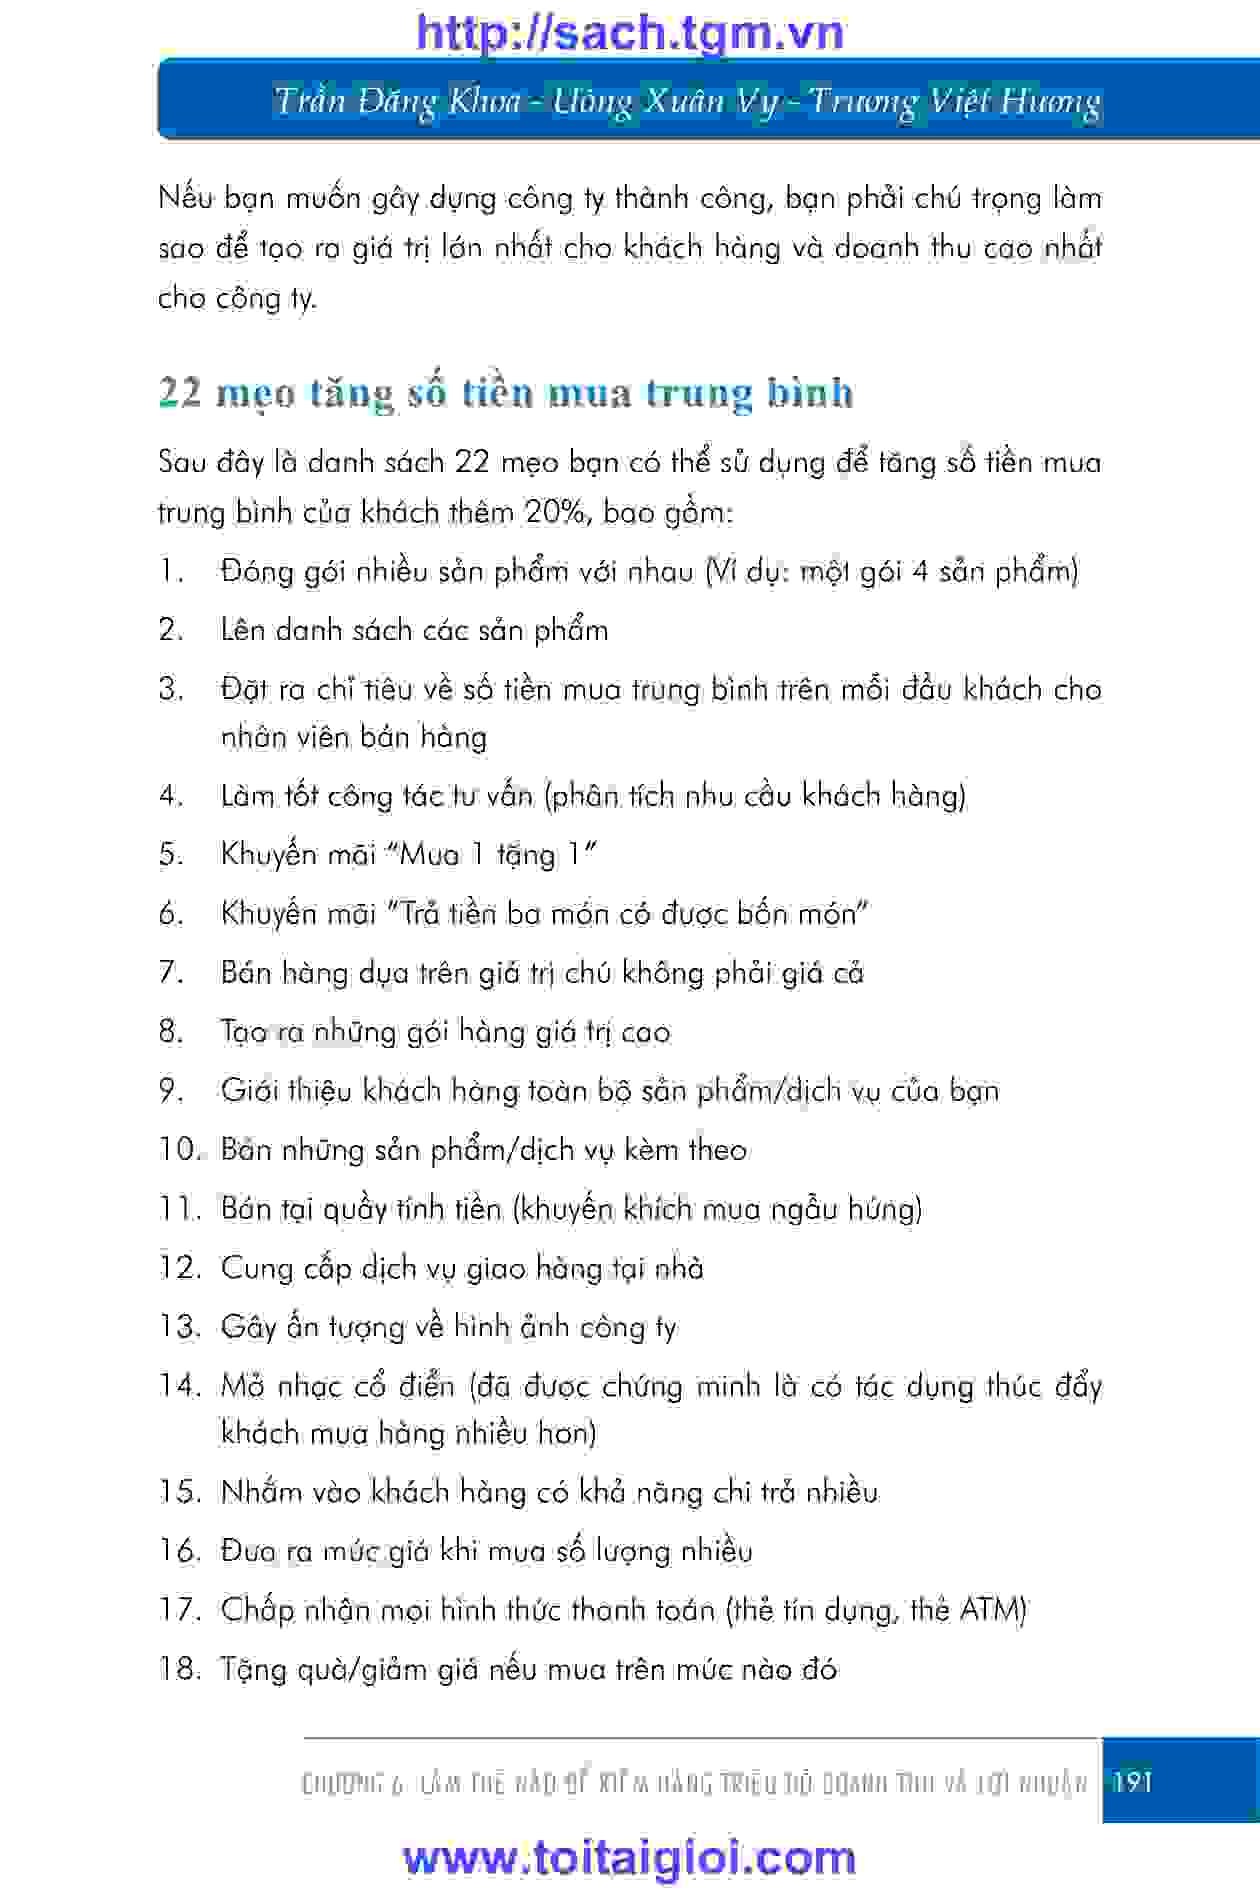 http://sach.tgm.vn
Trần Đăng Khoa - Uông Xuân Vy - Trương Việt Hương
Nếu bạn muốn gây dựng công ty thành công, bạn phải chú trọng làm
sao để tạo ra giá trị lớn nhất cho khách hàng và doanh thu cao nhất
cho công ty.
22 mẹo tăng số tiền mua trung bình
Sau đây là danh sách 22 mẹo bạn có thể sử dụng để tăng số tiền mua
trung bình của khách thêm 20%, bao gồm:
1. Đóng gói nhiều sản phẩm với nhau (Ví dụ: một gói 4 sản phẩm)
2. Lên danh sách các sản phẩm
3. Đặt ra chỉ tiêu về số tiền mua trung bình trên mỗi đầu khách cho
nhân viên bán hàng
4. Làm tốt công tác tư vấn (phân tích nhu cầu khách hàng)
5. Khuyến mãi “Mua 1 tặng 1”
6. Khuyến mãi “Trả tiền ba món có được bốn món”
7. Bán hàng dựa trên giá trị chứ không phải giá cả
8. Tạo ra những gói hàng giá trị cao
9. Giới thiệu khách hàng toàn bộ sản phẩm/dịch vụ của bạn
10. Bán những sản phẩm/dịch vụ kèm theo
11. Bán tại quầy tính tiền (khuyến khích mua ngẫu hứng)
12. Cung cấp dịch vụ giao hàng tại nhà
13. Gây ấn tượng về hình ảnh công ty
14. Mở nhạc cổ điển (đã được chứng minh là có tác dụng thúc đẩy
khách mua hàng nhiều hơn)
15. Nhắm vào khách hàng có khả năng chi trả nhiều
16. Đưa ra mức giá khi mua số lượng nhiều
17. Chấp nhận mọi hình thức thanh toán (thẻ tín dụng, thẻ ATM)
18. Tặng quà/giảm giá nếu mua trên mức nào đó
CHƯƠNG 6: LÀM THẾ NÀO ĐỂ KIẾM HÀNG TRIỆU ĐÔ DOANH THU VÀ LỢI NHUẬN 191
www.toitaigioi.com